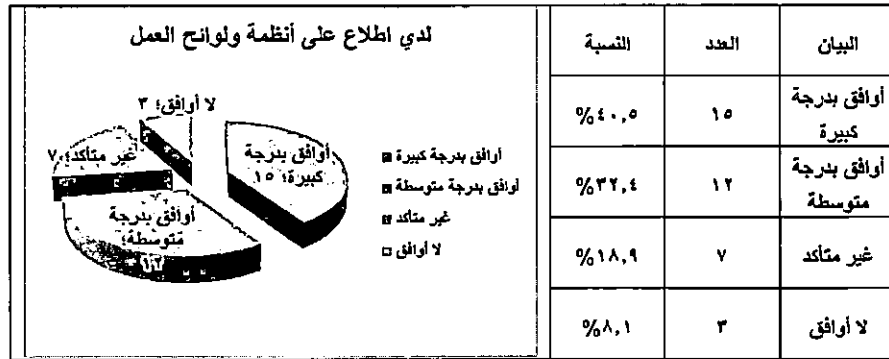 البيان العدد النسبة
أوافق بدرجة كبيرة ١٥ ٤٠,٥%
أوافق بدرجة متوسطة ١٢ ٣٢,٤%
غير متأكد ٧ ١٨,٩%
لا أوافق ٣ ٨,١%
لدي اطلاع على أنظمة ولوائح العمل
لا أوافق؛ ٣
أوافق بدرجة
كبيرة؛ ١٥
غير متأكد؛ ٧
أوافق بدرجة
متوسطة؛
١٢
أوافق بدرجة كبيرة
أوافق بدرجة متوسطة
غير متأكد
لا أوافق